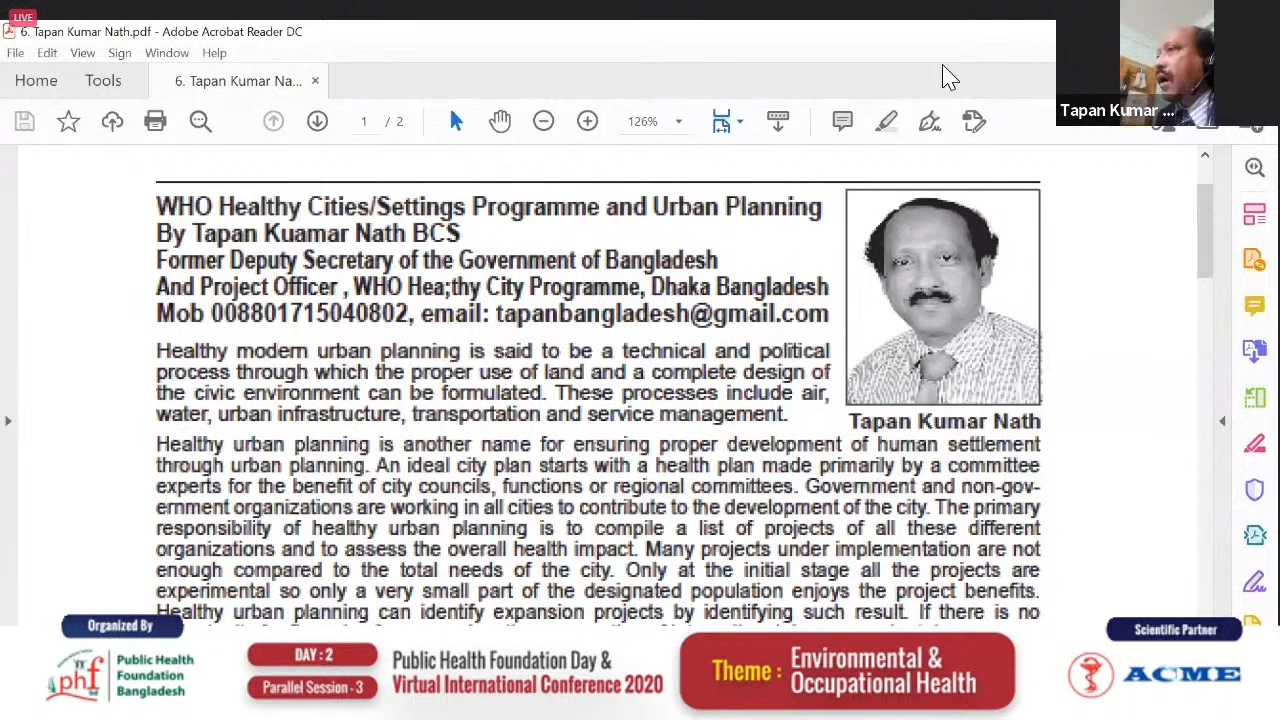 LIVE
6. Tapan Kumar Nath.pdf - Adobe Acrobat Reader DC
File Edit View Sign Window Help
Home Tools 6. Tapan Kumar Na... ×
1 / 2 126%
Tapan Kumar ...
WHO Healthy Cities/Settings Programme and Urban Planning
By Tapan Kuamar Nath BCS
Former Deputy Secretary of the Government of Bangladesh
And Project Officer , WHO Hea;thy City Programme, Dhaka Bangladesh
Mob 008801715040802, email: tapanbangladesh@gmail.com
Healthy modern urban planning is said to be a technical and political
process through which the proper use of land and a complete design of
the civic environment can be formulated. These processes include air,
water, urban infrastructure, transportation and service management.
Tapan Kumar Nath
Healthy urban planning is another name for ensuring proper development of human settlement
through urban planning. An ideal city plan starts with a health plan made primarily by a committee
experts for the benefit of city councils, functions or regional committees. Government and non-gov-
ernment organizations are working in all cities to contribute to the development of the city. The primary
responsibility of healthy urban planning is to compile a list of projects of all these different
organizations and to assess the overall health impact. Many projects under implementation are not
enough compared to the total needs of the city. Only at the initial stage all the projects are
experimental so only a very small part of the designated population enjoys the project benefits.
Healthy urban planning can identify expansion projects by identifying such result. If there is no
Organized By
phf
Public Health
Foundation
Bangladesh
DAY : 2
Parallel Session - 3
Public Health Foundation Day &
Virtual International Conference 2020
Theme : Environmental &
Occupational Health
Scientific Partner
ACME